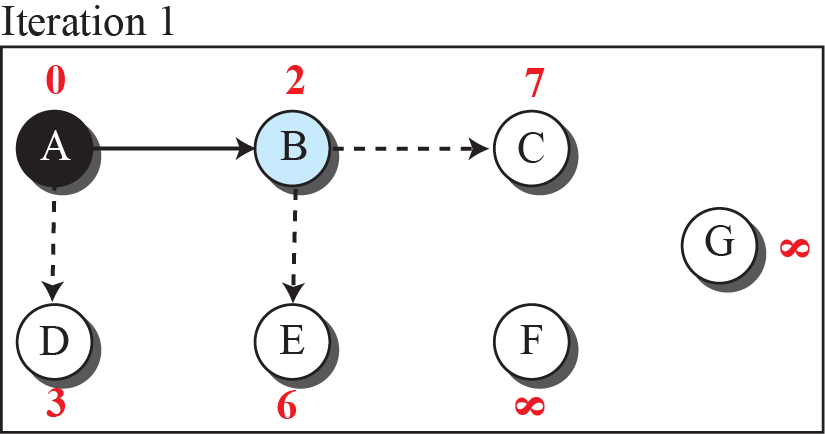 Iteration 1
0 2 7
A B C
G ∞
D E F
3 6 ∞